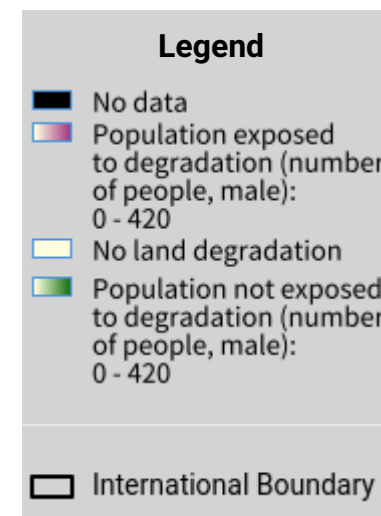 Legend
No data
Population exposed
to degradation (number
of people, male):
0 - 420
No land degradation
Population not exposed
to degradation (number
of people, male):
0 - 420
International Boundary